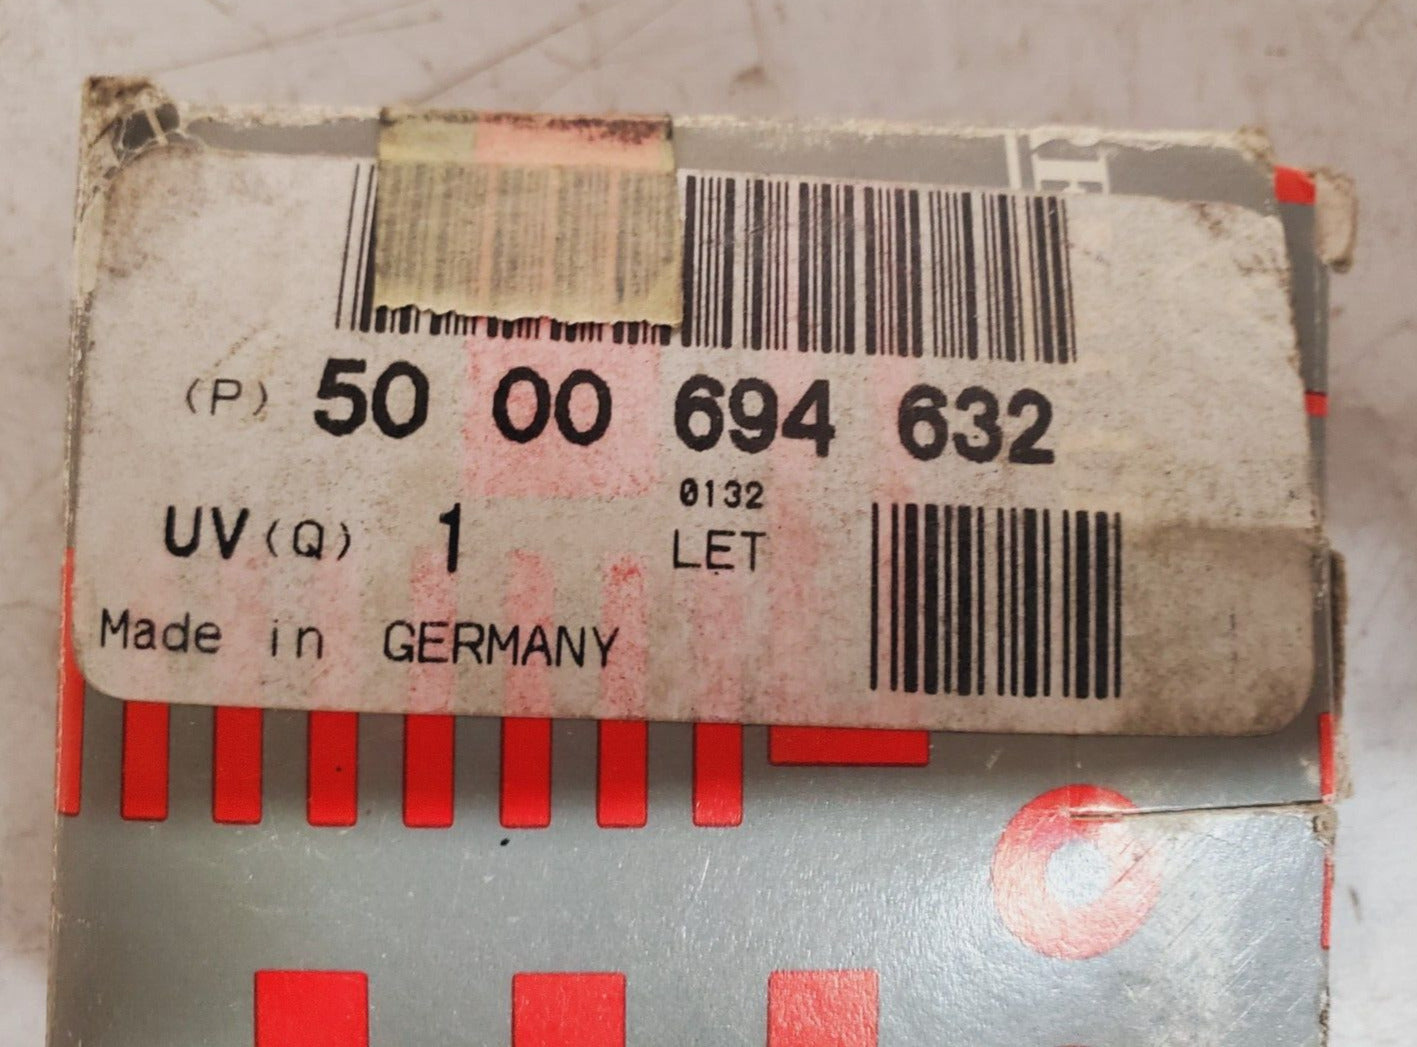 (P) 50 00 694 632
0132
UV (Q) 1 LET
Made in GERMANY